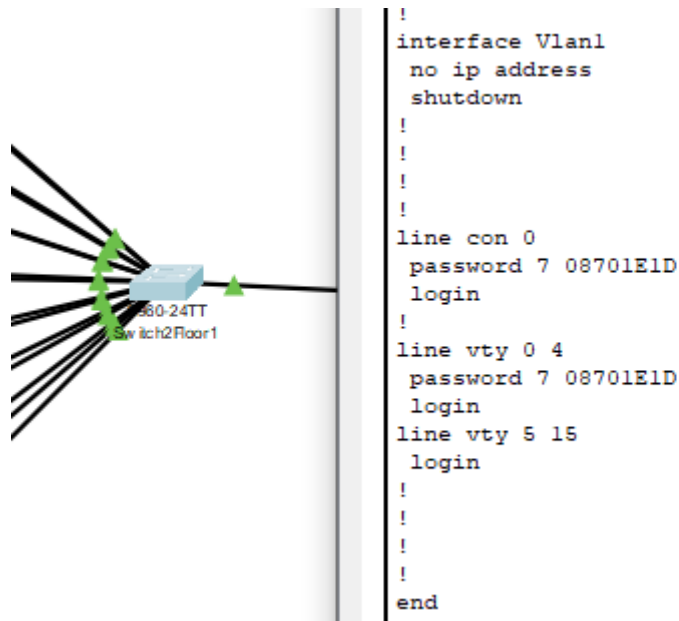 960-24TT
Switch2Floor1
!
interface Vlan1
no ip address
shutdown
!
!
!
!
line con 0
password 7 08701E1D
login
!
line vty 0 4
password 7 08701E1D
login
line vty 5 15
login
!
!
!
!
end